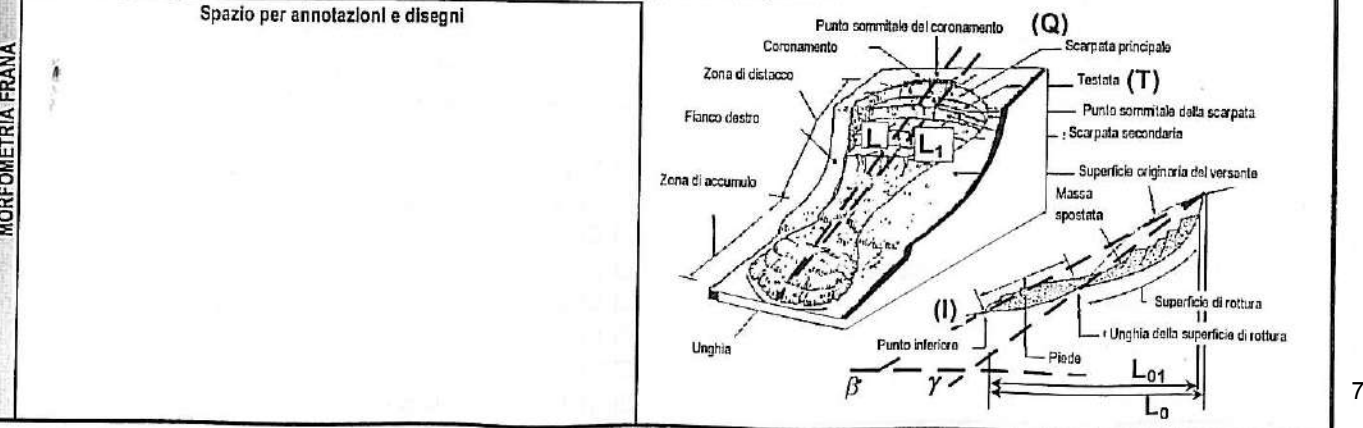 MORFOMETRIA FRANA
Spazio per annotazioni e disegni
Punto sommitale del coronamento (Q)
Coronamento
Scarpata principale
Zona di distacco
Testata (T)
Punto sommitale della scarpata
Fianco destro
Scarpata secondaria
L L1
Zona di accumulo
Superficie originaria del versante
Massa
spostata
(I)
Superficie di rottura
Unghia della superficie di rottura
Punto inferiore
Unghia
Piede
β γ
L01
L0
7